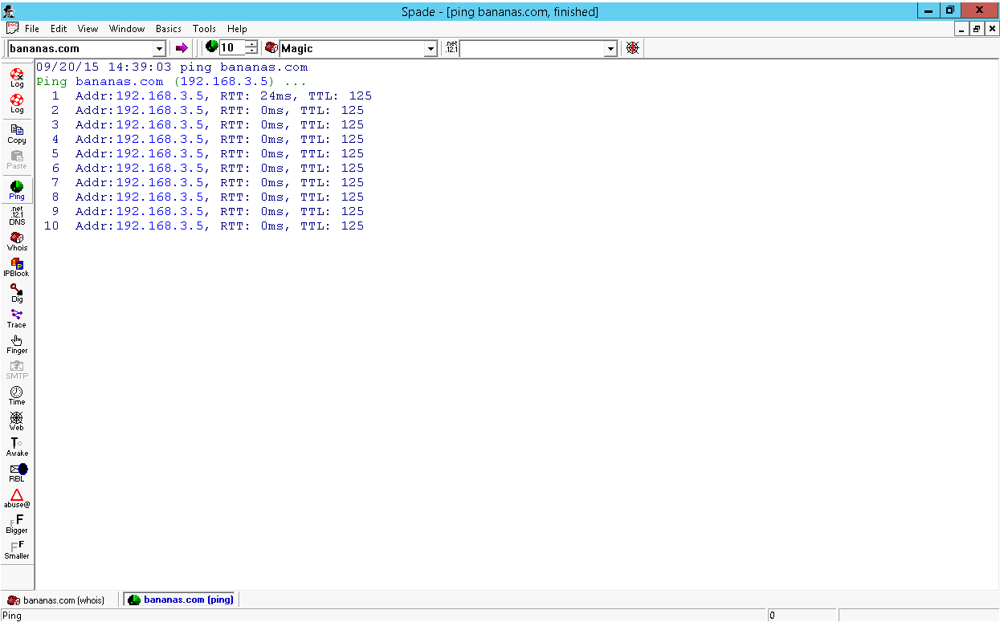 Spade - [ping bananas.com, finished]
DOC File Edit View Window Basics Tools Help
bananas.com 10 Magic .net .12.1
09/20/15 14:39:03 ping bananas.com
Ping bananas.com (192.168.3.5) ...
1 Addr:192.168.3.5, RTT: 24ms, TTL: 125
2 Addr:192.168.3.5, RTT: 0ms, TTL: 125
3 Addr:192.168.3.5, RTT: 0ms, TTL: 125
4 Addr:192.168.3.5, RTT: 0ms, TTL: 125
5 Addr:192.168.3.5, RTT: 0ms, TTL: 125
6 Addr:192.168.3.5, RTT: 0ms, TTL: 125
7 Addr:192.168.3.5, RTT: 0ms, TTL: 125
8 Addr:192.168.3.5, RTT: 0ms, TTL: 125
9 Addr:192.168.3.5, RTT: 0ms, TTL: 125
10 Addr:192.168.3.5, RTT: 0ms, TTL: 125
Log
Log
Copy
Paste
Ping
.net
.12.1
DNS
Whois
IPBlock
Dig
Trace
Finger
SMTP
Time
Web
Awake
RBL
abuse@
FF
Bigger
FF
Smaller
bananas.com (whois) bananas.com (ping)
Ping 0